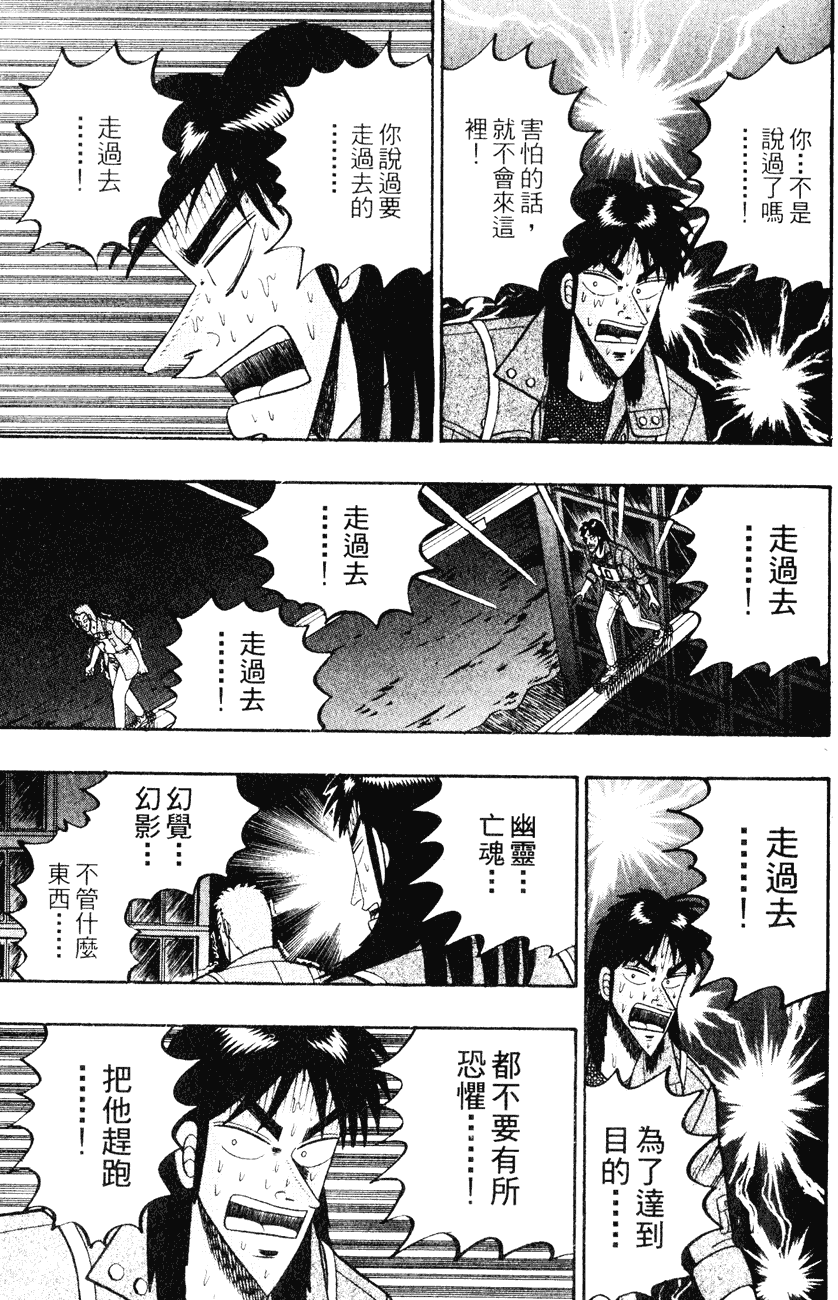 你…不是
說過了嗎
………！
害怕的話，
就不會來這
裡！
你說過要
走過去的
………
走過去
………！
走過去
………！
走過去
………！
走過去
………！
走過去
………！
為了達到
目的………
幽靈…
亡魂…
幻覺…
幻影…
不管什麼
東西……
都不要有所
恐懼………！
把他趕跑
………！